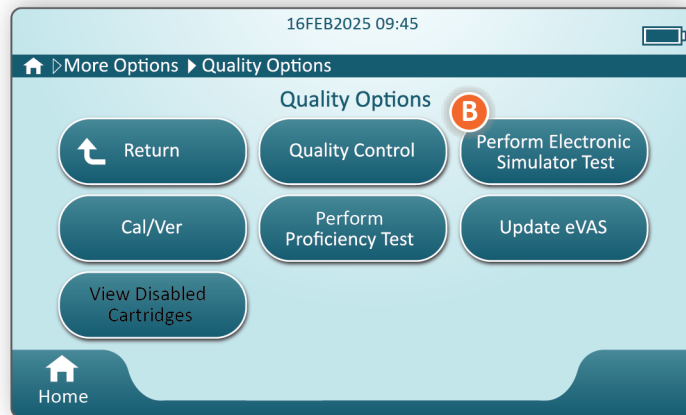 16FEB2025 09:45
More Options Quality Options
Quality Options
B
Return
Quality Control
Perform Electronic
Simulator Test
Cal/Ver
Perform
Proficiency Test
Update eVAS
View Disabled
Cartridges
Home